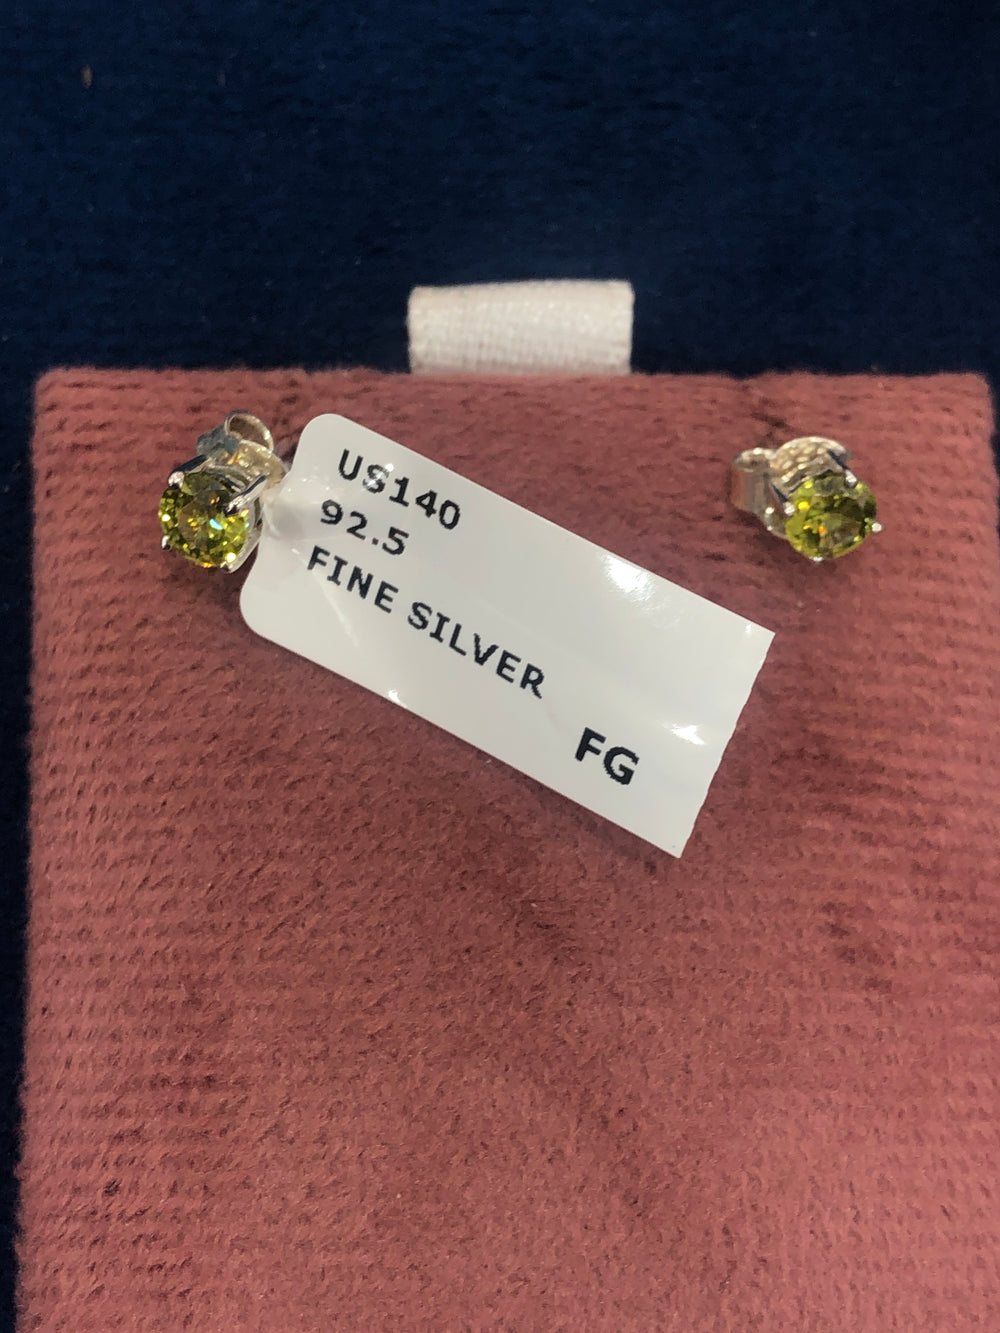 US140
92.5
FINE SILVER
FG